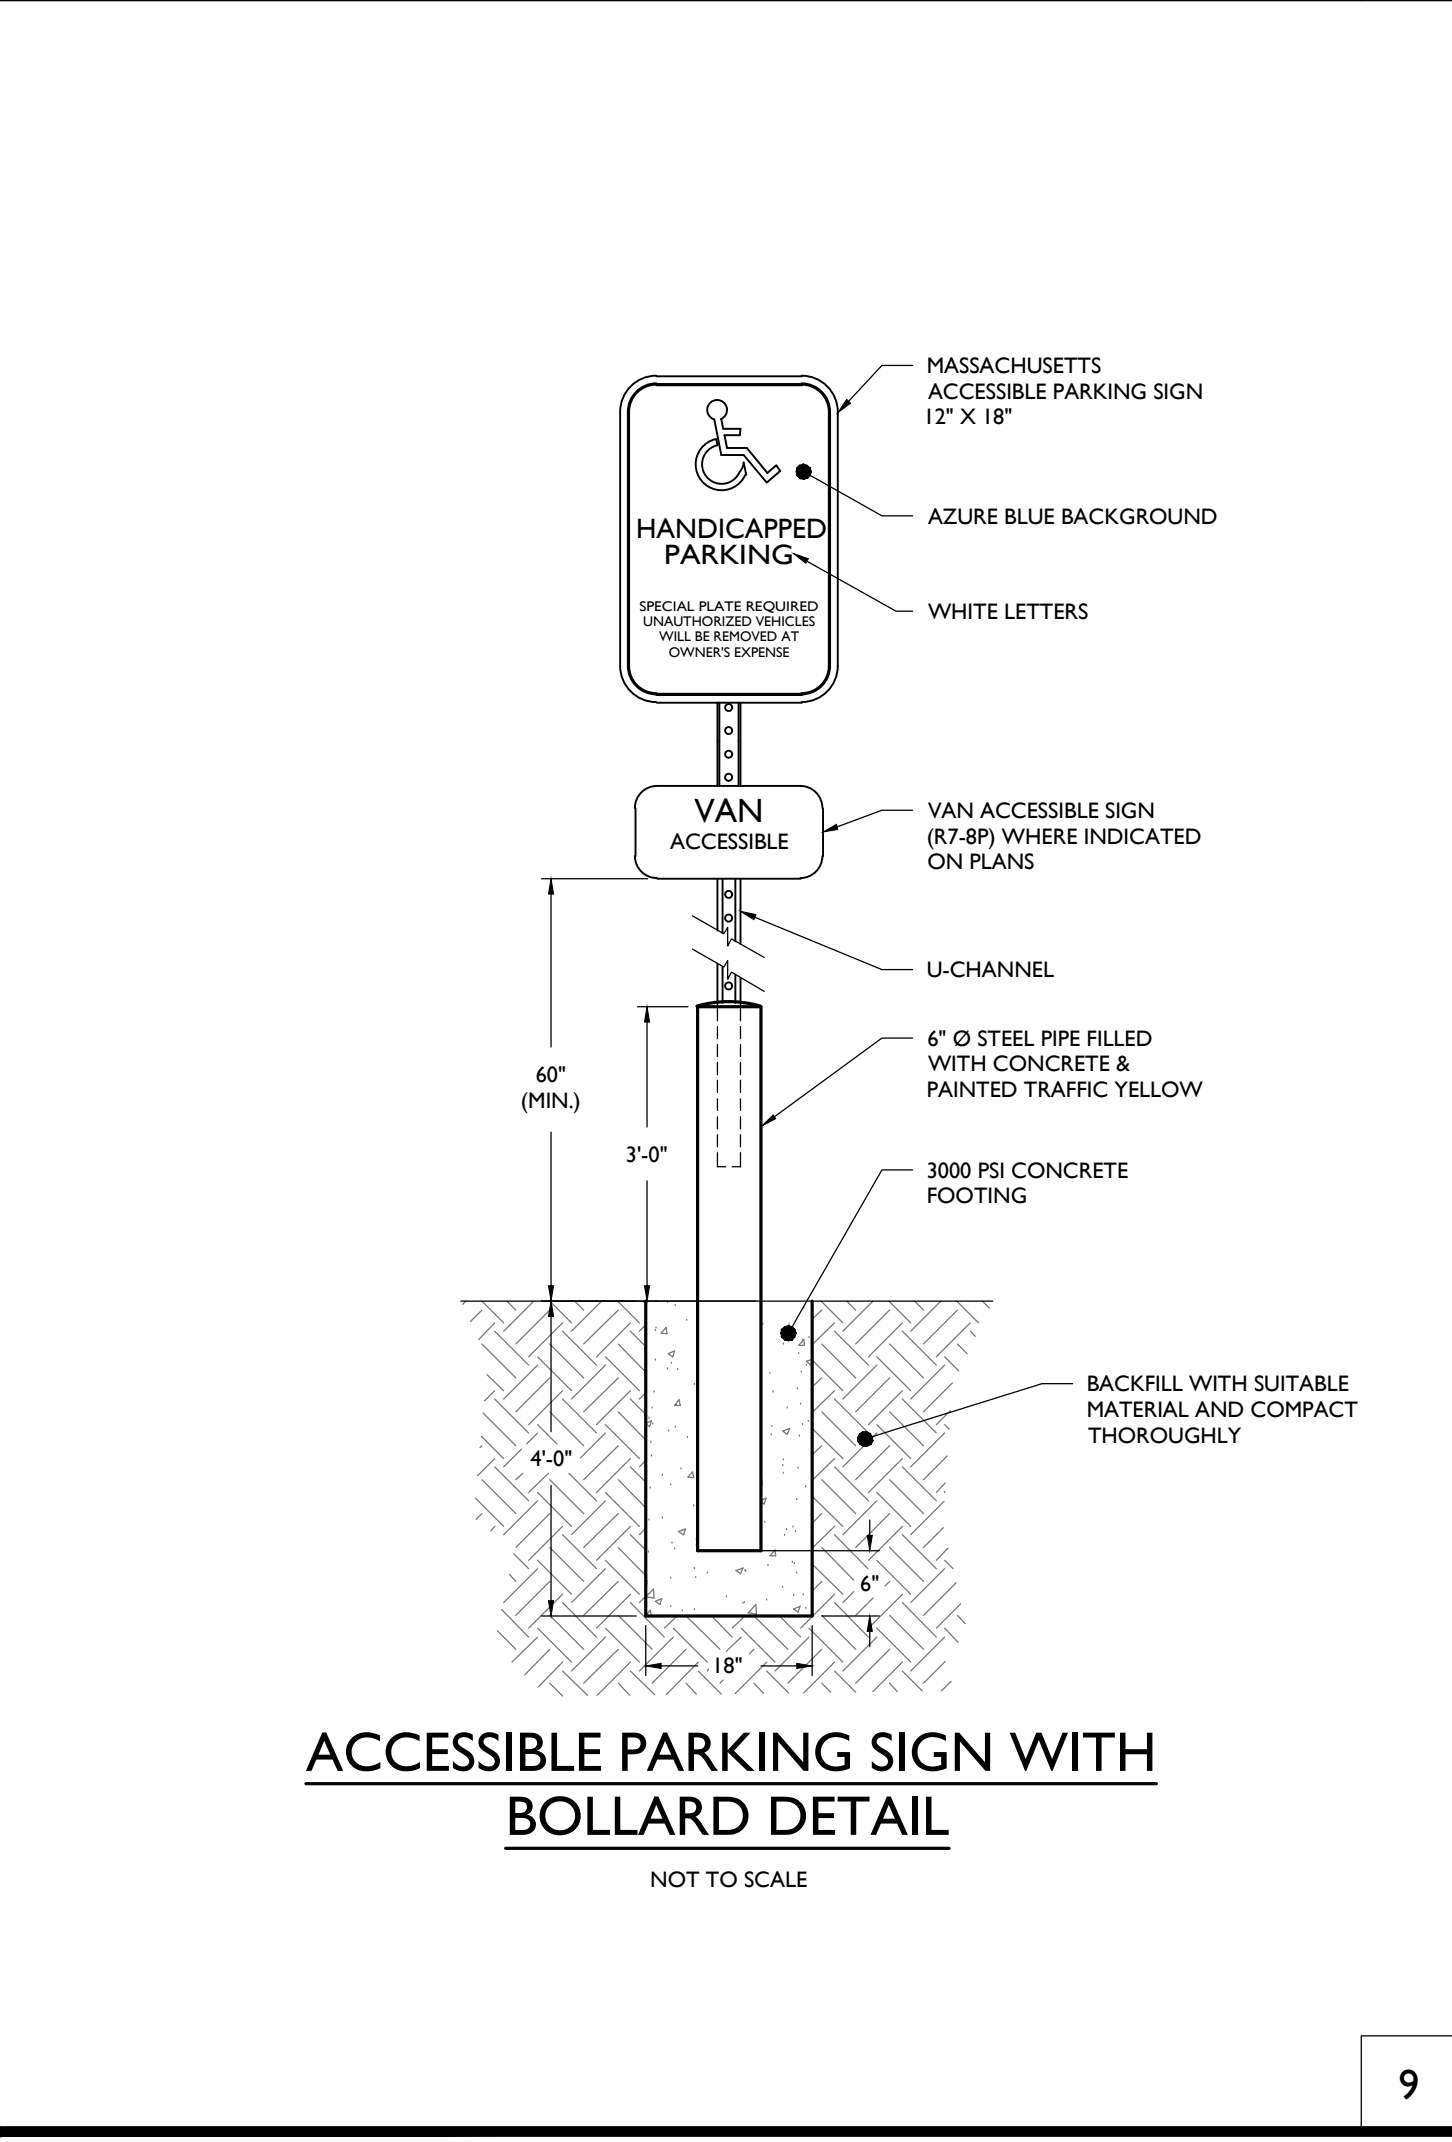 MASSACHUSETTS
ACCESSIBLE PARKING SIGN
12" X 18"
HANDICAPPED
PARKING
SPECIAL PLATE REQUIRED
UNAUTHORIZED VEHICLES
WILL BE REMOVED AT
OWNER'S EXPENSE
AZURE BLUE BACKGROUND
WHITE LETTERS
VAN
ACCESSIBLE
VAN ACCESSIBLE SIGN
(R7-8P) WHERE INDICATED
ON PLANS
U-CHANNEL
6" Ø STEEL PIPE FILLED
WITH CONCRETE &
PAINTED TRAFFIC YELLOW
60"
(MIN.)
3'-0"
3000 PSI CONCRETE
FOOTING
BACKFILL WITH SUITABLE
MATERIAL AND COMPACT
THOROUGHLY
4'-0"
6"
18"
ACCESSIBLE PARKING SIGN WITH
BOLLARD DETAIL
NOT TO SCALE
9